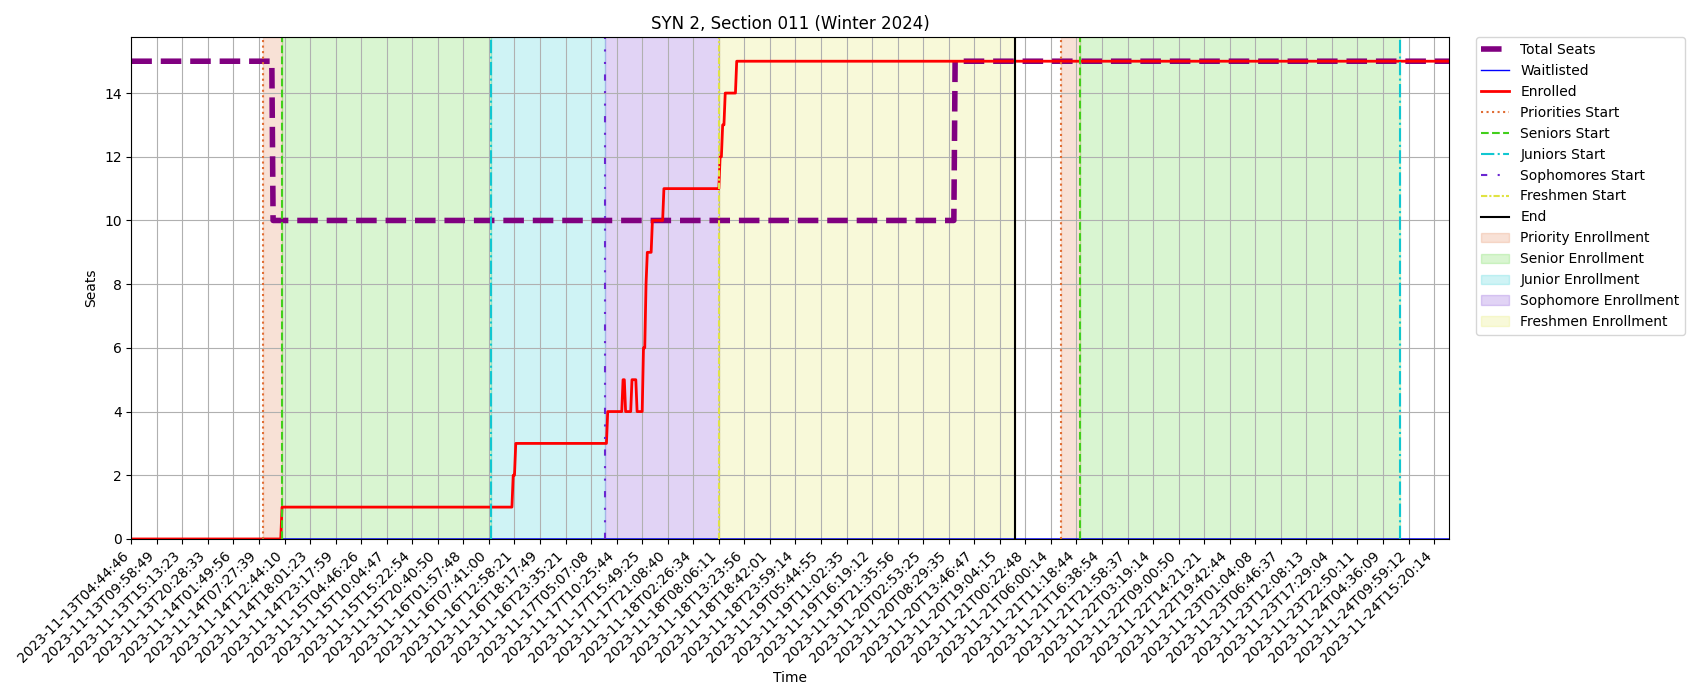 SYN 2, Section 011 (Winter 2024)
Seats
14
12
10
8
6
4
2
0
2023-11-13T04:44:46
2023-11-13T09:58:49
2023-11-13T15:13:23
2023-11-13T20:28:33
2023-11-14T01:49:56
2023-11-14T07:27:39
2023-11-14T12:44:10
2023-11-14T18:01:23
2023-11-14T23:17:59
2023-11-15T04:46:26
2023-11-15T10:04:47
2023-11-15T15:22:54
2023-11-15T20:40:50
2023-11-16T01:57:48
2023-11-16T07:41:00
2023-11-16T12:58:21
2023-11-16T18:17:49
2023-11-16T23:35:21
2023-11-17T05:07:08
2023-11-17T10:25:44
2023-11-17T15:49:25
2023-11-17T21:08:40
2023-11-18T02:26:34
2023-11-18T08:06:11
2023-11-18T13:23:56
2023-11-18T18:42:01
2023-11-18T23:59:14
2023-11-19T05:44:55
2023-11-19T11:02:35
2023-11-19T16:19:12
2023-11-19T21:35:56
2023-11-20T02:53:25
2023-11-20T08:29:35
2023-11-20T13:46:47
2023-11-20T19:04:15
2023-11-21T00:22:48
2023-11-21T06:00:14
2023-11-21T11:18:44
2023-11-21T16:38:54
2023-11-21T21:58:37
2023-11-22T03:19:14
2023-11-22T09:00:50
2023-11-22T14:21:21
2023-11-22T19:42:44
2023-11-23T01:04:08
2023-11-23T06:46:37
2023-11-23T12:08:13
2023-11-23T17:29:04
2023-11-23T22:50:11
2023-11-24T04:36:09
2023-11-24T09:59:12
2023-11-24T15:20:14
Time
Total Seats
Waitlisted
Enrolled
Priorities Start
Seniors Start
Juniors Start
Sophomores Start
Freshmen Start
End
Priority Enrollment
Senior Enrollment
Junior Enrollment
Sophomore Enrollment
Freshmen Enrollment